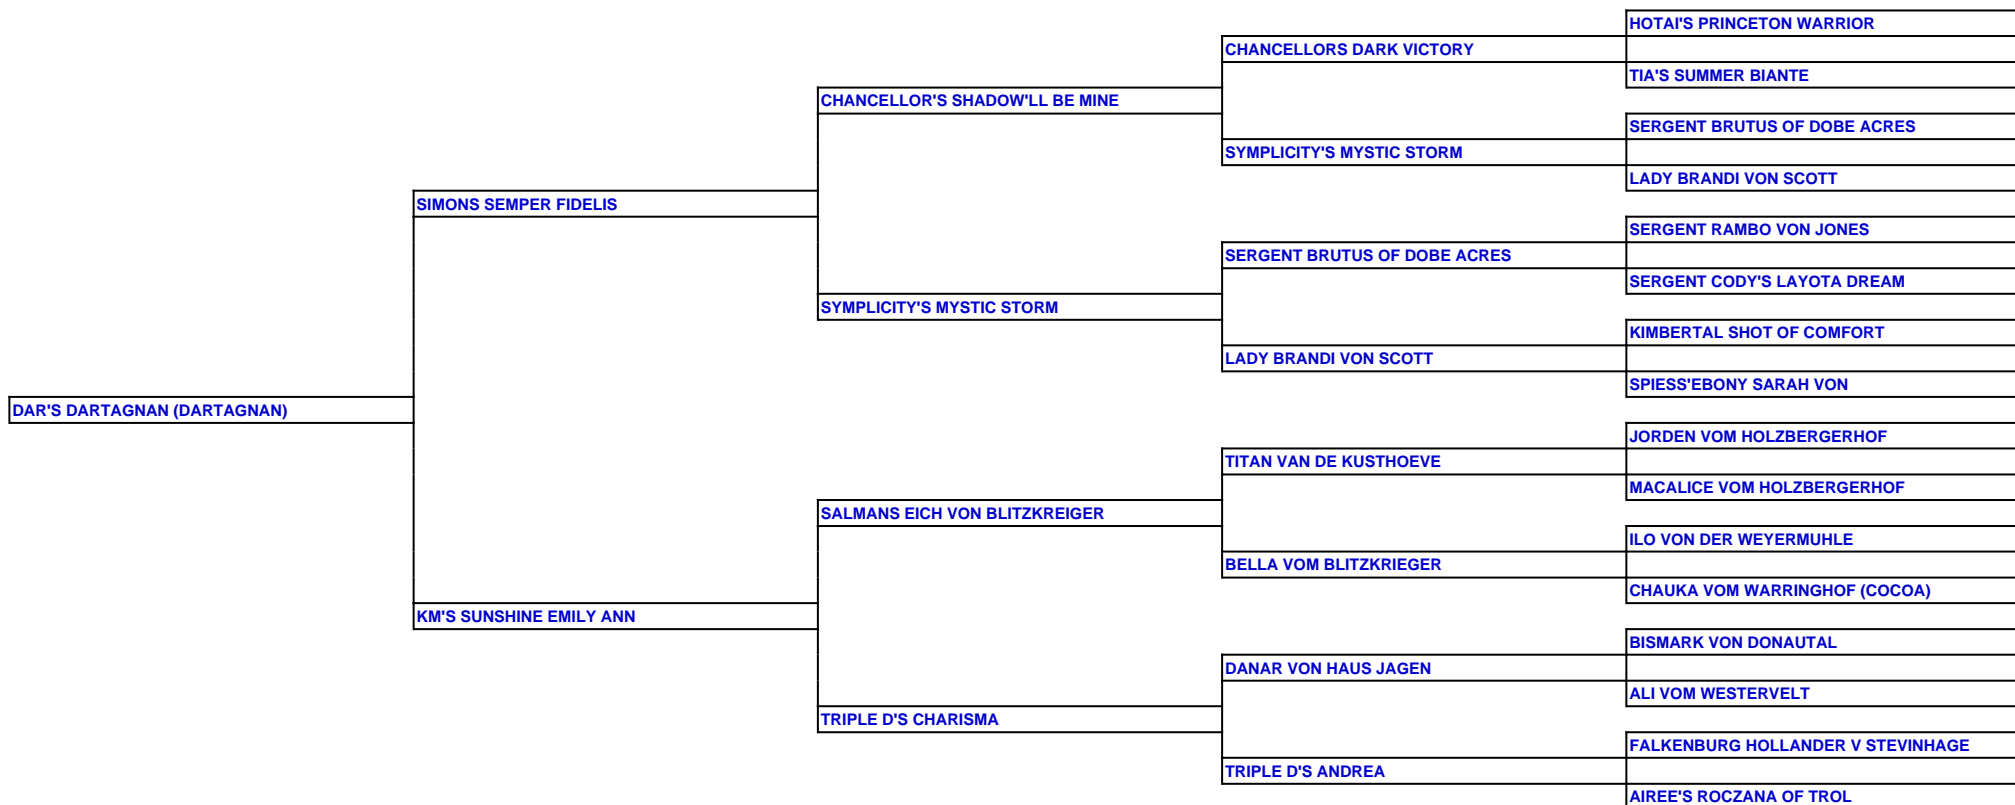 HOTAI'S PRINCETON WARRIOR
CHANCELLORS DARK VICTORY
TIA'S SUMMER BIANTE
CHANCELLOR'S SHADOW'LL BE MINE
SERGENT BRUTUS OF DOBE ACRES
SYMPLICITY'S MYSTIC STORM
LADY BRANDI VON SCOTT
SIMONS SEMPER FIDELIS
SERGENT RAMBO VON JONES
SERGENT BRUTUS OF DOBE ACRES
SERGENT CODY'S LAYOTA DREAM
SYMPLICITY'S MYSTIC STORM
KIMBERTAL SHOT OF COMFORT
LADY BRANDI VON SCOTT
SPIESS'EBONY SARAH VON
DAR'S DARTAGNAN (DARTAGNAN)
JORDEN VOM HOLZBERGERHOF
TITAN VAN DE KUSTHOEVE
MACALICE VOM HOLZBERGERHOF
SALMANS EICH VON BLITZKREIGER
ILO VON DER WEYERMUHLE
BELLA VOM BLITZKRIEGER
CHAUKA VOM WARRINGHOF (COCOA)
KM'S SUNSHINE EMILY ANN
BISMARK VON DONAUTAL
DANAR VON HAUS JAGEN
ALI VOM WESTERVELT
TRIPLE D'S CHARISMA
FALKENBURG HOLLANDER V STEVINHAGE
TRIPLE D'S ANDREA
AIREE'S ROCZANA OF TROL